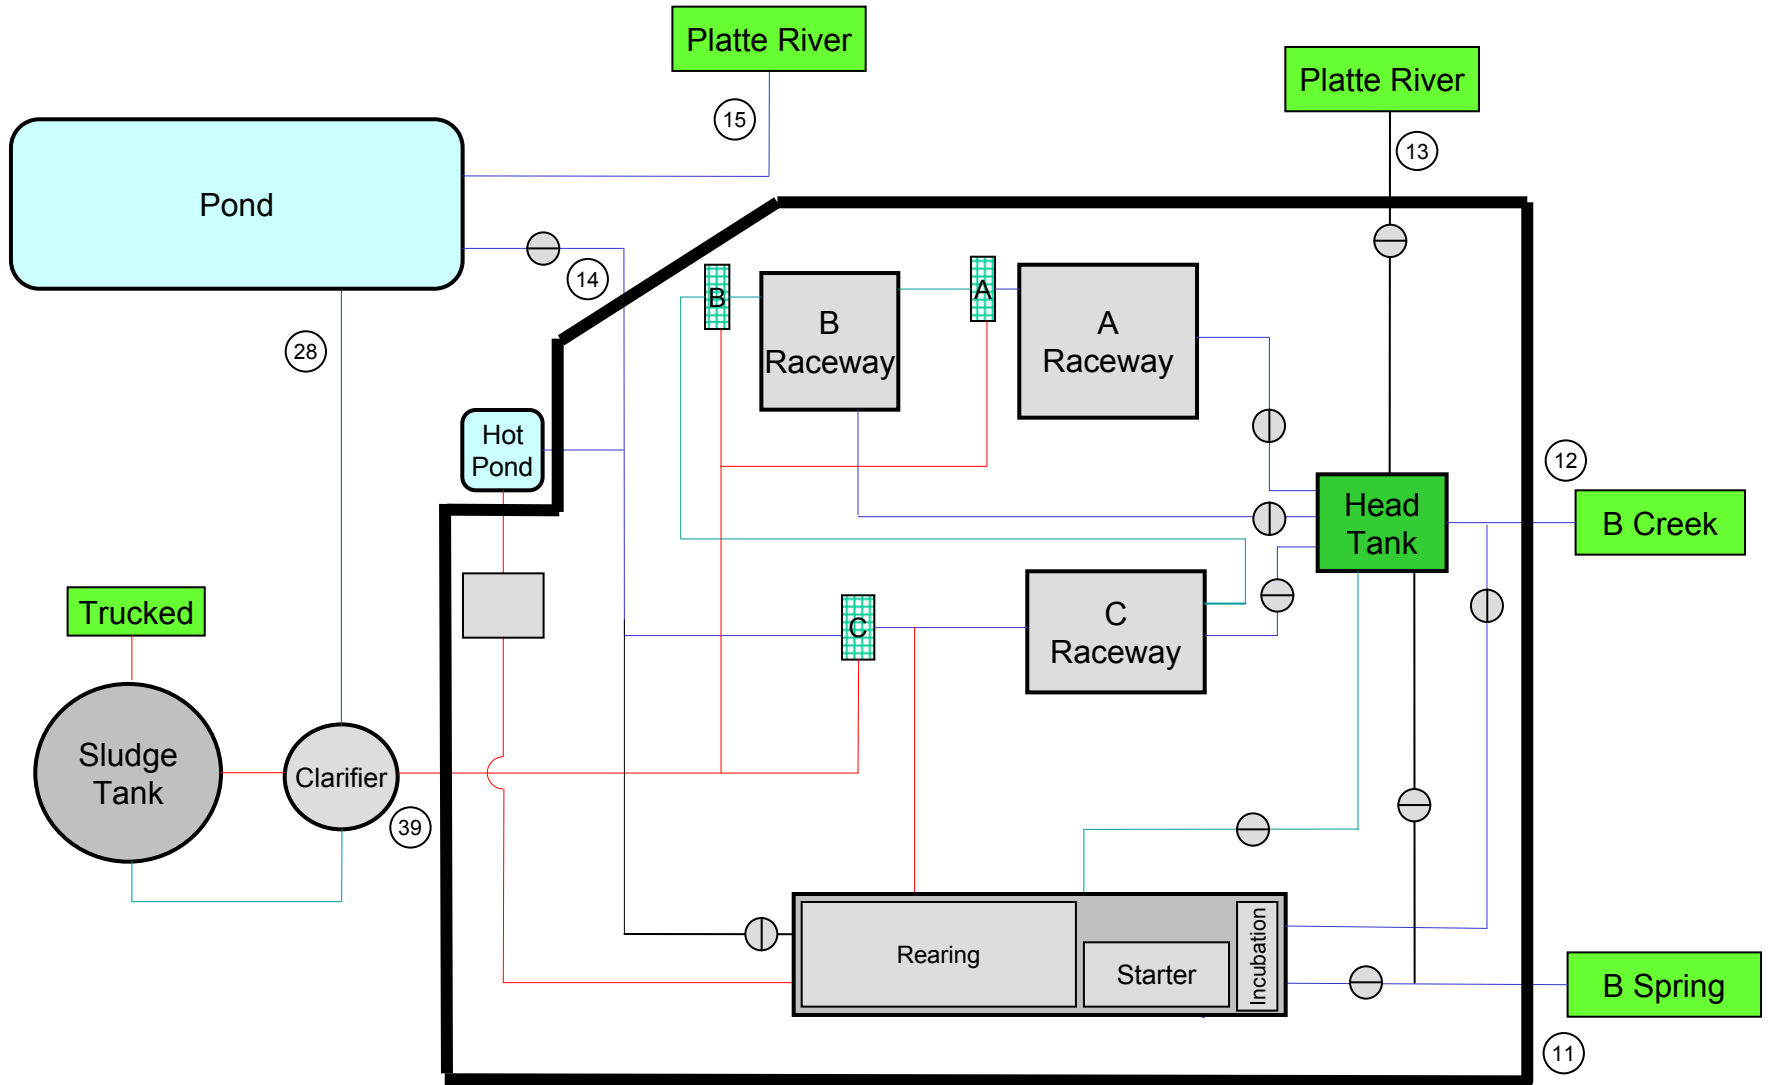 Platte River
Platte River
15
13
Pond
14
B
A
B
Raceway
A
Raceway
28
Hot
Pond
12
Head
Tank
B Creek
Trucked
C
C
Raceway
Sludge
Tank
Clarifier
39
Rearing
Starter
Incubation
B Spring
11